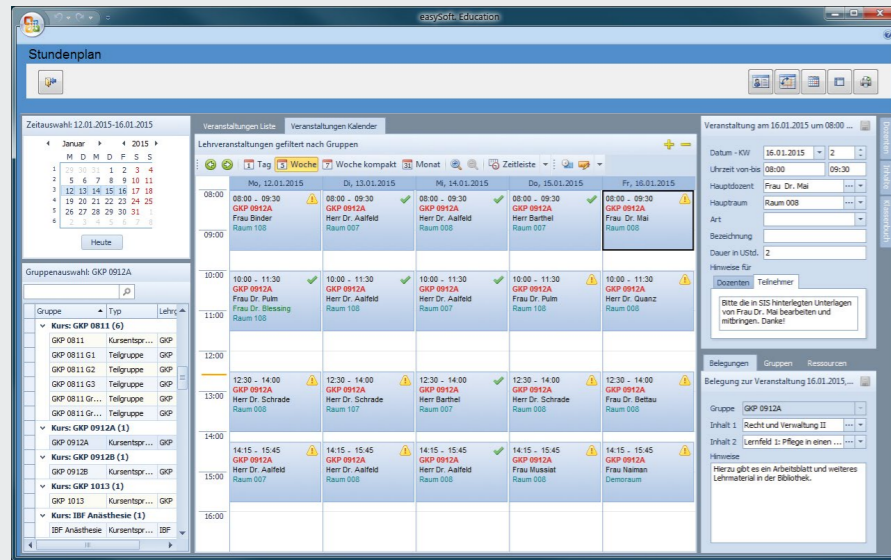 easySoft. Education
Stundenplan
Zeitauswahl: 12.01.2015-16.01.2015
Januar 2015
M D M D F S S
1 29 30 31 1 2 3 4
2 5 6 7 8 9 10 11
3 12 13 14 15 16 17 18
4 19 20 21 22 23 24 25
5 26 27 28 29 30 31 1
6 2 3 4 5 6 7 8
Heute
Gruppenauswahl: GKP 0912A
Gruppe Typ Lehrg
Kurs: GKP 0811 (6)
GKP 0811 Kursentspr... GKP
GKP 0811 G1 Teilgruppe GKP
GKP 0811 G2 Teilgruppe GKP
GKP 0811 G3 Teilgruppe GKP
GKP 0811 Gr... Teilgruppe GKP
GKP 0811 Gr... Teilgruppe GKP
Kurs: GKP 0912A (1)
GKP 0912A Kursentspr... GKP
Kurs: GKP 0912B (1)
GKP 0912B Kursentspr... GKP
Kurs: GKP 1013 (1)
GKP 1013 Kursentspr... GKP
Kurs: IBF Anästhesie (1)
IBF Anästhesie Kursentspr... IBF
Veranstaltungen Liste Veranstaltungen Kalender
Lehrveranstaltungen gefiltert nach Gruppen
1 Tag 5 Woche 7 Woche kompakt 31 Monat Zeitleiste
Mo, 12.01.2015 Di, 13.01.2015 Mi, 14.01.2015 Do, 15.01.2015 Fr, 16.01.2015
08:00
08:00 - 09:30 08:00 - 09:30 08:00 - 09:30 08:00 - 09:30 08:00 - 09:30
GKP 0912A GKP 0912A GKP 0912A GKP 0912A GKP 0912A
Frau Binder Herr Dr. Aalfeld Herr Dr. Aalfeld Herr Barthel Frau Dr. Mai
Raum 108 Raum 007 Raum 008 Raum 007 Raum 008
09:00
10:00
10:00 - 11:30 10:00 - 11:30 10:00 - 11:30 10:00 - 11:30 10:00 - 11:30
GKP 0912A GKP 0912A GKP 0912A GKP 0912A GKP 0912A
Frau Dr. Pulm Herr Dr. Aalfeld Herr Dr. Aalfeld Frau Dr. Pulm Herr Dr. Quanz
Frau Dr. Blessing Raum 108 Raum 007 Raum 108 Raum 008
Raum 108
11:00
12:00
12:30 - 14:00 12:30 - 14:00 12:30 - 14:00 12:30 - 14:00 12:30 - 14:00
GKP 0912A GKP 0912A GKP 0912A GKP 0912A GKP 0912A
13:00
Herr Dr. Schrade Herr Dr. Schrade Herr Barthel Herr Dr. Schrade Frau Dr. Bettau
Raum 008 Raum 107 Raum 007 Raum 008 Raum 008
14:00
14:15 - 15:45 14:15 - 15:45 14:15 - 15:45 14:15 - 15:45 14:15 - 15:45
GKP 0912A GKP 0912A GKP 0912A GKP 0912A GKP 0912A
Herr Dr. Aalfeld Herr Dr. Aalfeld Herr Dr. Aalfeld Frau Mussiat Frau Naiman
15:00
Raum 007 Raum 008 Raum 008 Raum 007 Demoraum
16:00
Veranstaltung am 16.01.2015 um 08:00 ...
Datum - KW 16.01.2015 2
Uhrzeit von-bis 08:00 09:30
Hauptdozent Frau Dr. Mai
Hauptraum Raum 008
Art
Bezeichnung
Dauer in UStd. 2
Hinweise für
Dozenten Teilnehmer
Bitte die in SIS hinterlegten Unterlagen
von Frau Dr. Mai bearbeiten und
mitbringen. Danke!
Belegungen Gruppen Ressourcen
Belegung zur Veranstaltung 16.01.2015,...
Gruppe GKP 0912A
Inhalt 1 Recht und Verwaltung II
Inhalt 2 Lernfeld 1: Pflege in einen ...
Hinweise
Hierzu gibt es ein Arbeitsblatt und weiteres
Lehrmaterial in der Bibliothek.
Dozenten
Inhalte
Klassenbuch